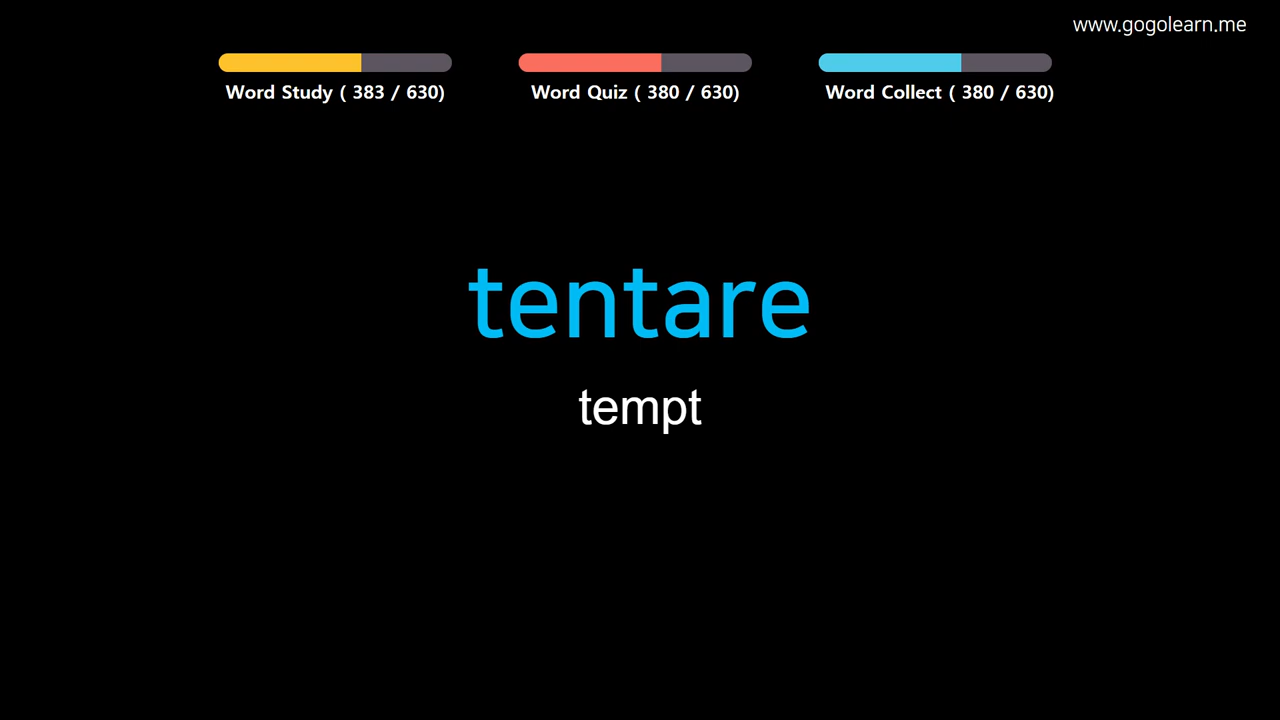 www.gogolearn.me
Word Study ( 383 / 630)
Word Quiz ( 380 / 630)
Word Collect ( 380 / 630)
tentare
tempt